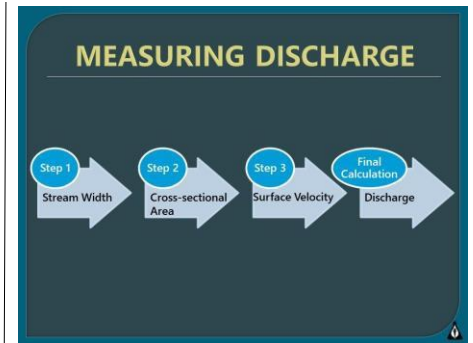 MEASURING DISCHARGE
Step 1
Stream Width
Step 2
Cross-sectional
Area
Step 3
Surface Velocity
Final
Calculation
Discharge